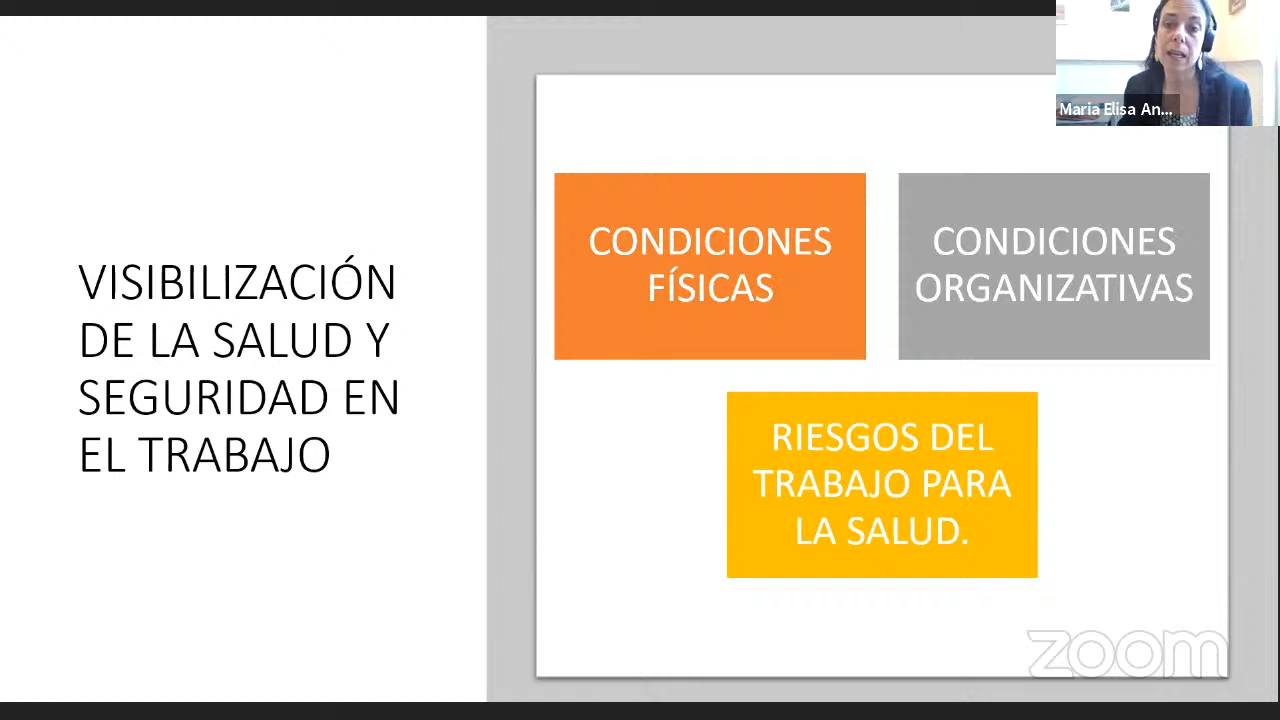 VISIBILIZACIÓN
DE LA SALUD Y
SEGURIDAD EN
EL TRABAJO
CONDICIONES
FÍSICAS
CONDICIONES
ORGANIZATIVAS
RIESGOS DEL
TRABAJO PARA
LA SALUD.
Maria Elisa An...
zoom